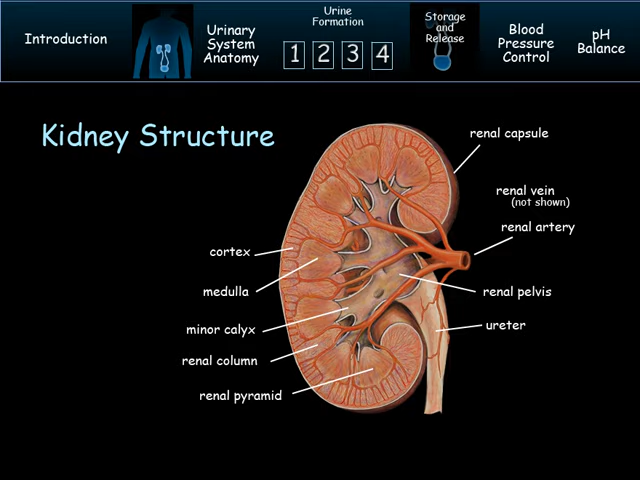 Introduction
Urinary
System
Anatomy
Urine
Formation
1 2 3 4
Storage
and
Release
Blood
Pressure
Control
pH
Balance
Kidney Structure
renal capsule
renal vein
(not shown)
renal artery
cortex
medulla
renal pelvis
minor calyx
ureter
renal column
renal pyramid